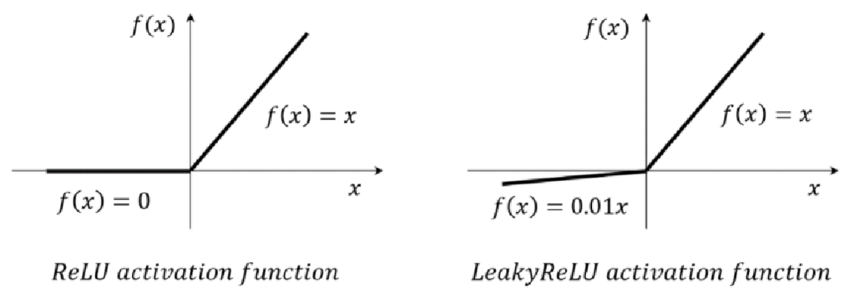 f(x)
f(x) = x
x
f(x) = 0
ReLU activation function
f(x)
f(x) = x
x
f(x) = 0.01x
LeakyReLU activation function